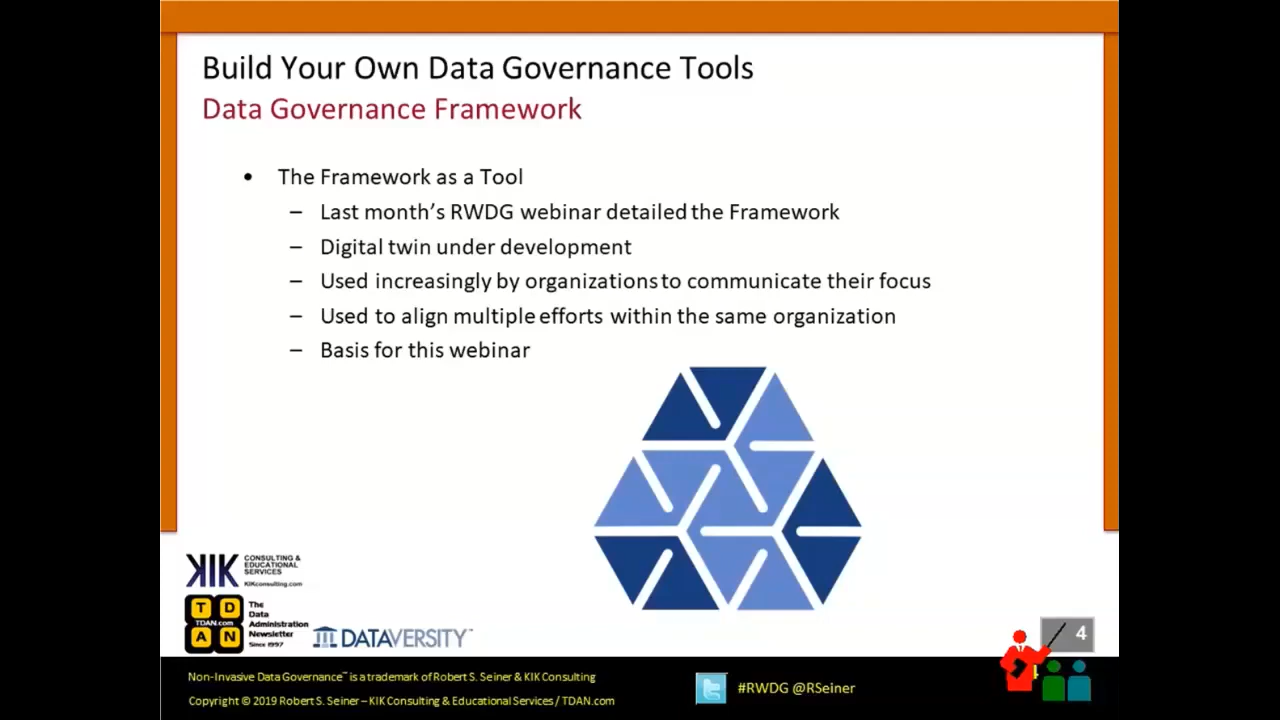 Build Your Own Data Governance Tools
Data Governance Framework
• The Framework as a Tool
– Last month's RWDG webinar detailed the Framework
– Digital twin under development
– Used increasingly by organizations to communicate their focus
– Used to align multiple efforts within the same organization
– Basis for this webinar
KIK
CONSULTING &
EDUCATIONAL
SERVICES
KIKconsulting.com
T D
TDAN.com
A N
The
Data
Administration
Newsletter
Since 1997
DATAVERSITY™
4
Non-Invasive Data Governance™ is a trademark of Robert S. Seiner & KIK Consulting
Copyright © 2019 Robert S. Seiner – KIK Consulting & Educational Services / TDAN.com
#RWDG @RSeiner